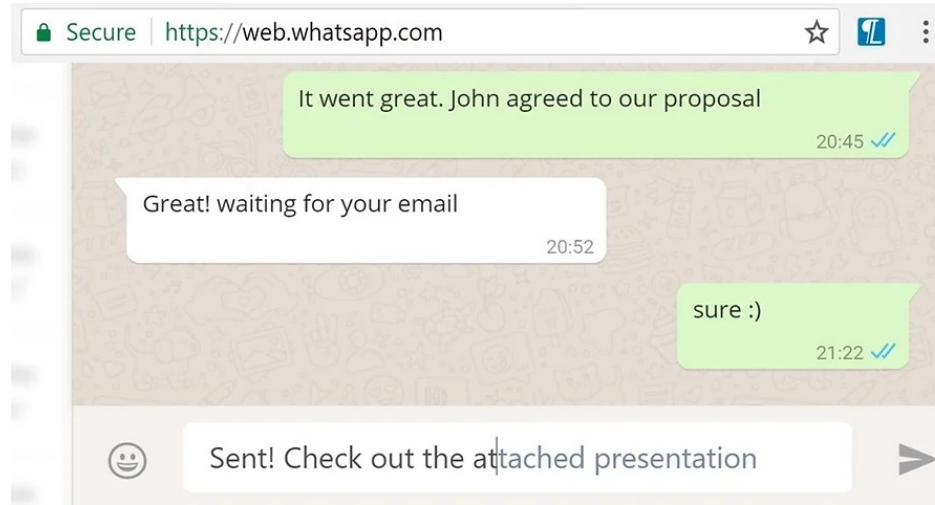 Secure | https://web.whatsapp.com
It went great. John agreed to our proposal
20:45
Great! waiting for your email
20:52
sure :)
21:22
Sent! Check out the attached presentation